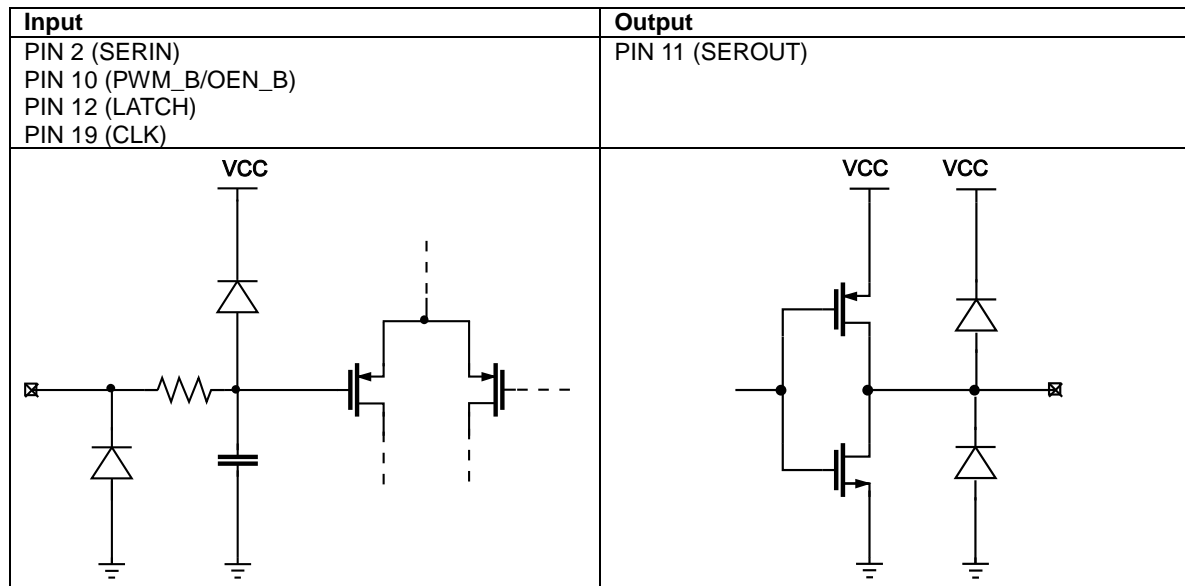 Input
Output
PIN 2 (SERIN)
PIN 10 (PWM_B/OEN_B)
PIN 12 (LATCH)
PIN 19 (CLK)
PIN 11 (SEROUT)
VCC
VCC
VCC